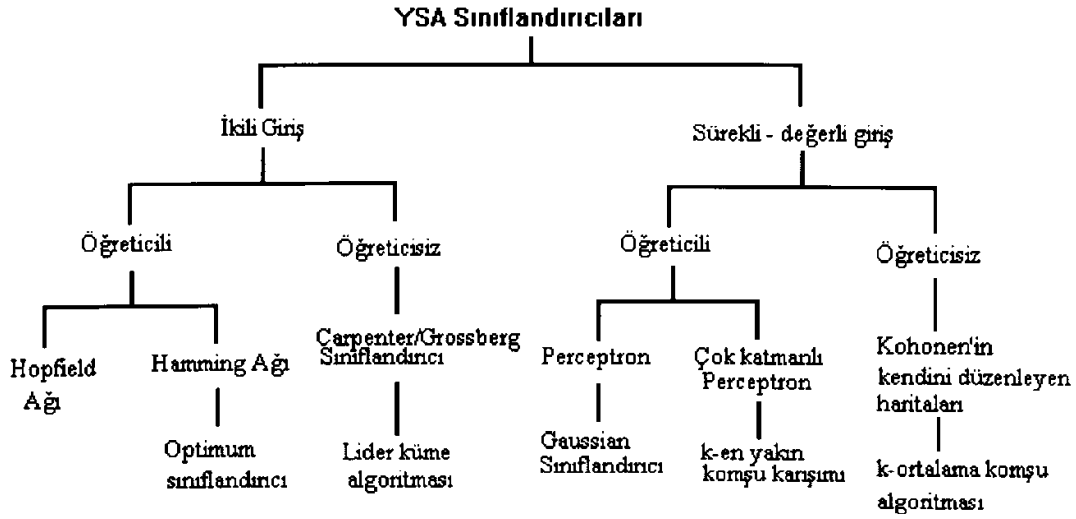 YSA Sınıflandırıcıları
İkili Giriş
Sürekli - değerli giriş
Öğreticili
Öğreticisiz
Öğreticili
Öğreticisiz
Hopfield
Ağı
Hamming Ağı
Carpenter/Grossberg
Sınıflandırıcı
Perceptron
Çok katmanlı
Perceptron
Kohonen'in
kendini düzenleyen
haritaları
Optimum
sınıflandırıcı
Lider küme
algoritması
Gaussian
Sınıflandırıcı
k-en yakın
komşu karışımı
k-ortalama komşu
algoritması